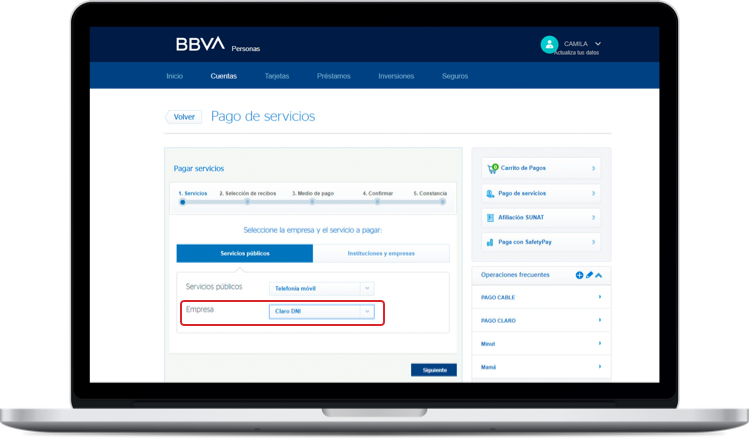 BBVA Personas
CAMILA
Actualiza tus datos
Inicio Cuentas Tarjetas Préstamos Inversiones Seguros
Volver Pago de servicios
Pagar servicios
1. Servicios 2. Selección de recibos 3. Medio de pago 4. Confirmar 5. Constancia
Seleccione la empresa y el servicio a pagar:
Servicios públicos Instituciones y empresas
Servicios públicos Telefonía móvil
Empresa Claro DNI
Siguiente
0
Carrito de Pagos
Pago de servicios
Afiliación SUNAT
Paga con SafetyPay
Operaciones frecuentes
PAGO CABLE
PAGO CLARO
Minut
Mamá